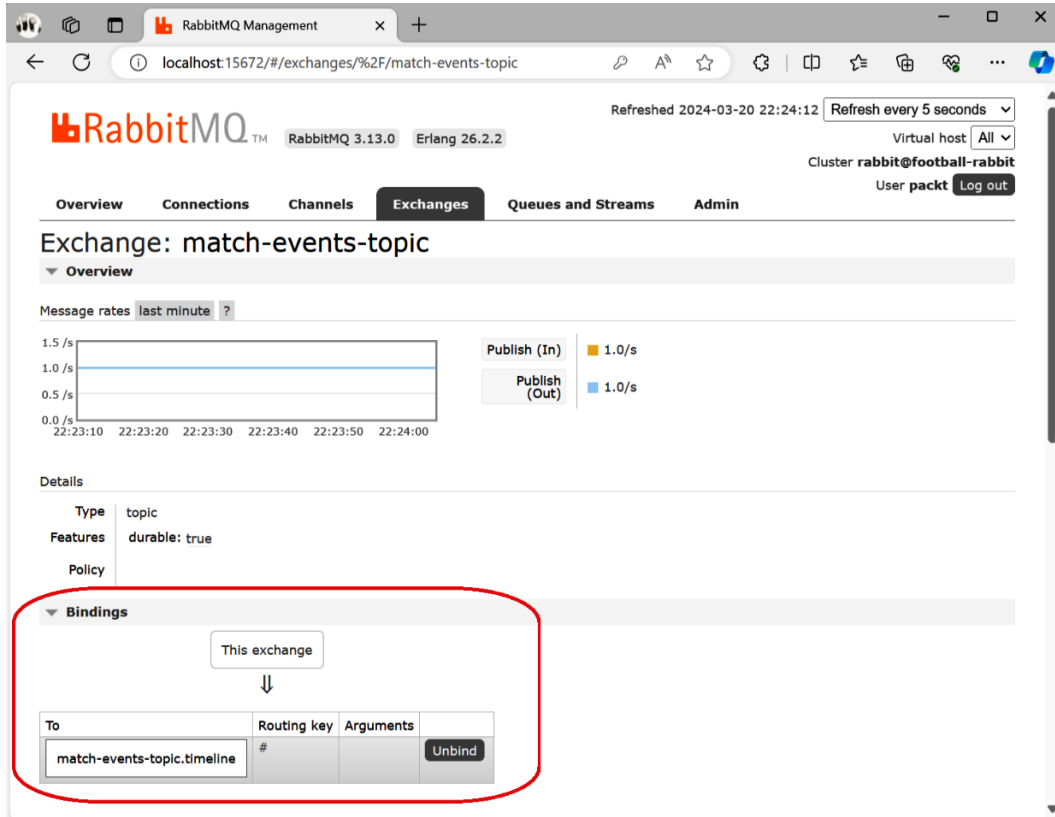 RabbitMQ Management
localhost:15672/#/exchanges/%2F/match-events-topic
Refreshed 2024-03-20 22:24:12 Refresh every 5 seconds
RabbitMQ TM RabbitMQ 3.13.0 Erlang 26.2.2
Virtual host All
Cluster rabbit@football-rabbit
User packt Log out
Overview Connections Channels Exchanges Queues and Streams Admin
Exchange: match-events-topic
Overview
Message rates last minute ?
1.5 /s
1.0 /s
0.5 /s
0.0 /s
22:23:10 22:23:20 22:23:30 22:23:40 22:23:50 22:24:00
Publish (In) 1.0/s
Publish
(Out) 1.0/s
Details
Type topic
Features durable: true
Policy
Bindings
This exchange
⇓
To Routing key Arguments
match-events-topic.timeline # Unbind